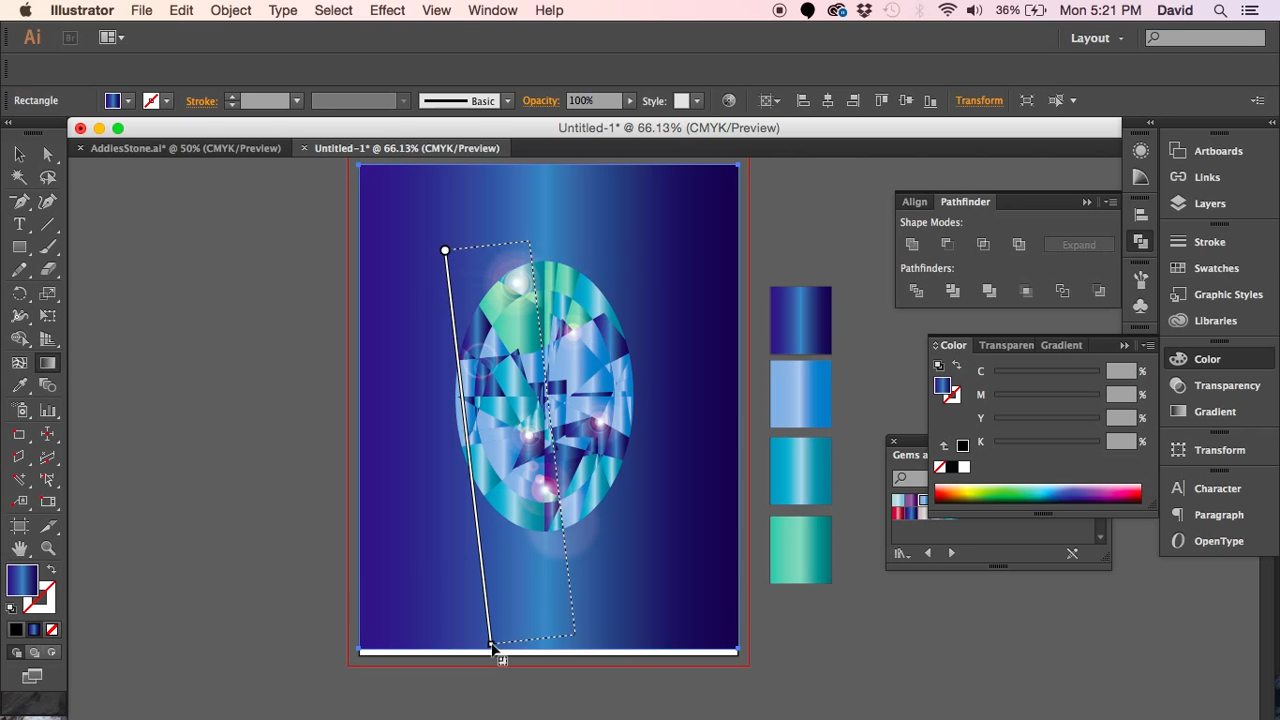 Illustrator File Edit Object Type Select Effect View Window Help 36% Mon 5:21 PM David
Ai Br Layout
Rectangle Stroke: Basic Opacity: 100% Style: Transform
Untitled-1* @ 66.13% (CMYK/Preview)
AddiesStone.ai* @ 50% (CMYK/Preview) Untitled-1* @ 66.13% (CMYK/Preview)
Artboards
Links
Layers
Align Pathfinder
Shape Modes:
Expand
Pathfinders:
Stroke
Swatches
Graphic Styles
Libraries
Color Transparen Gradient
C %
M %
Y %
K %
Color
Transparency
Gradient
Gems a
Transform
Character
Paragraph
OpenType